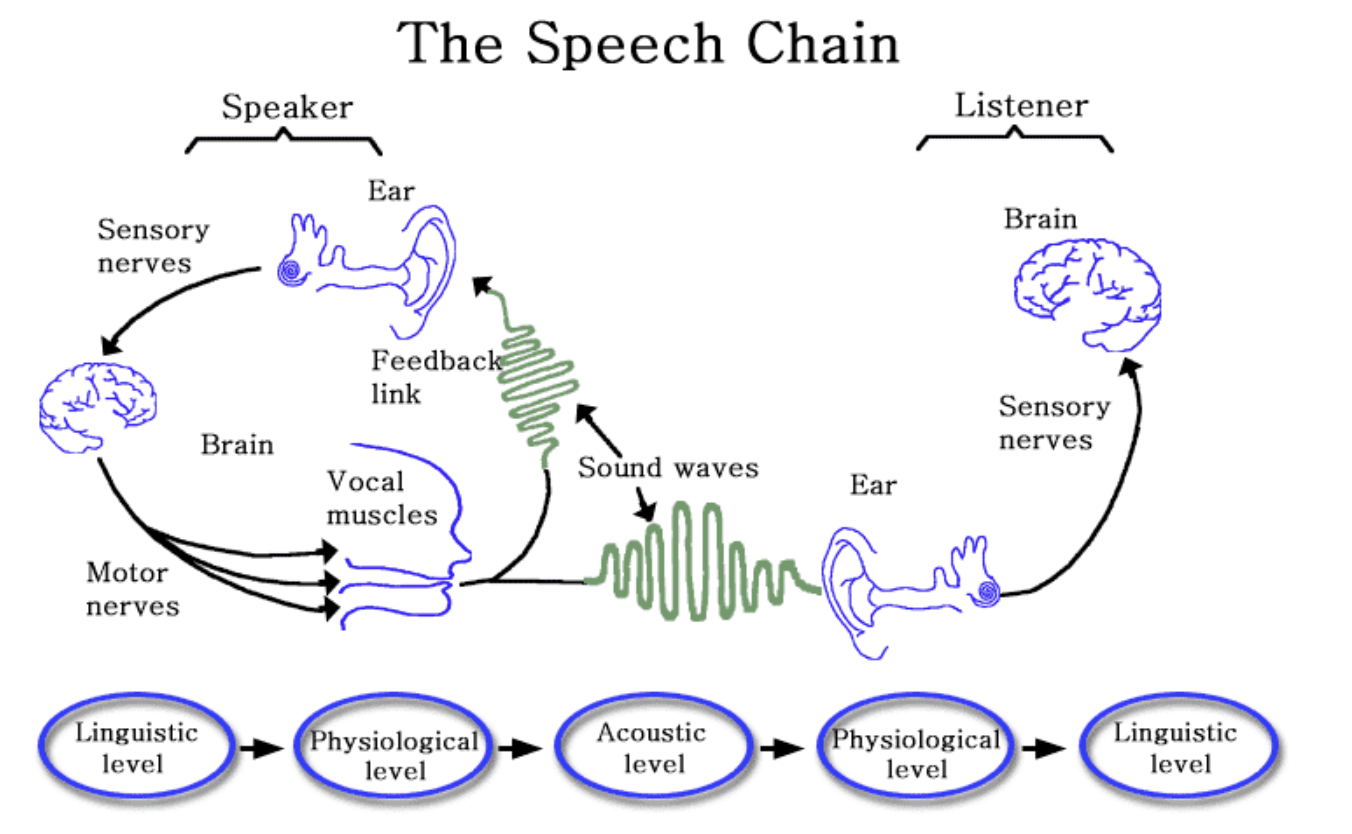 The Speech Chain
Speaker
Listener
Ear
Sensory
nerves
Brain
Feedback
link
Sensory
nerves
Brain
Vocal
muscles
Sound waves
Ear
Motor
nerves
Linguistic
level
Physiological
level
Acoustic
level
Physiological
level
Linguistic
level